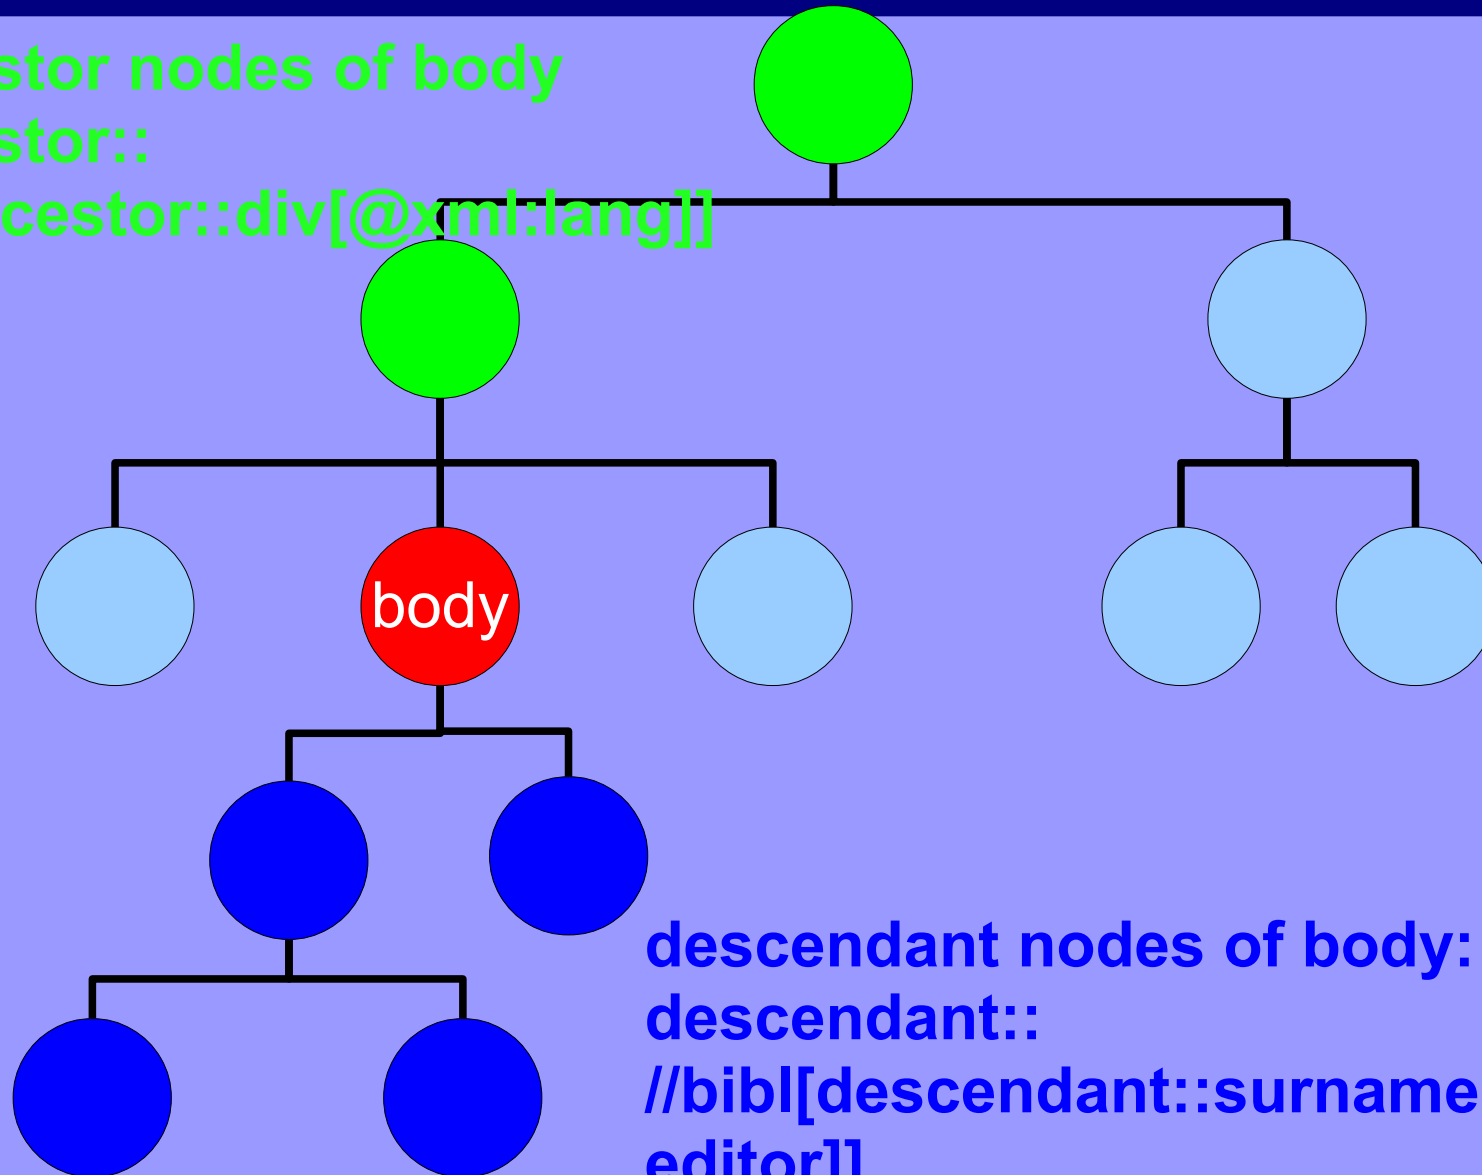 stor nodes of body
stor::
cestor::div[@xml:lang]]
body
descendant nodes of body:
descendant::
//bibl[descendant::surname
editor]]